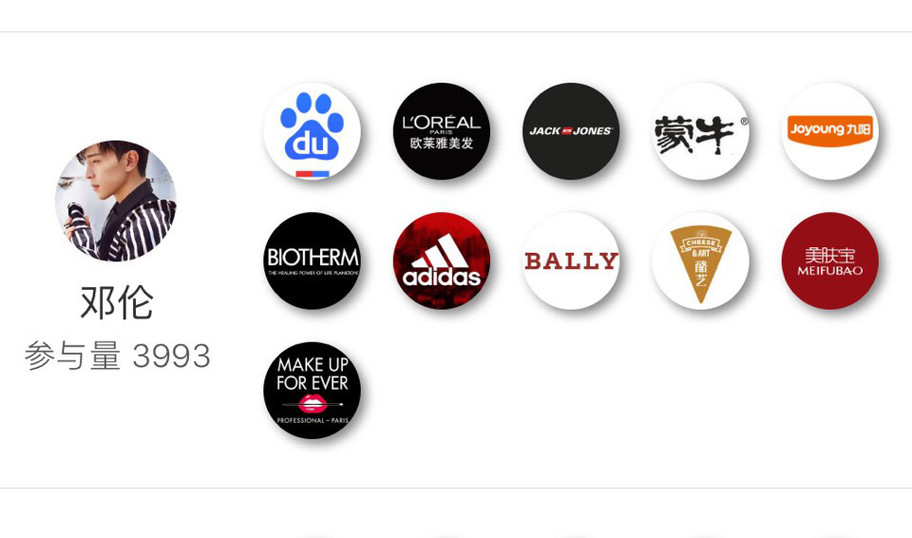 du
L'ORÉAL
PARIS
欧莱雅美发
JACK JONES
蒙牛®
Joyoung 九阳
BIOTHERM
THE HEALING POWER OF LIFE PLANKTON
adidas
BALLY
CHEESE
& ART
酪
艺
美肤宝
MEIFUBAO
邓伦
参与量 3993
MAKE UP
FOR EVER
PROFESSIONAL – PARIS